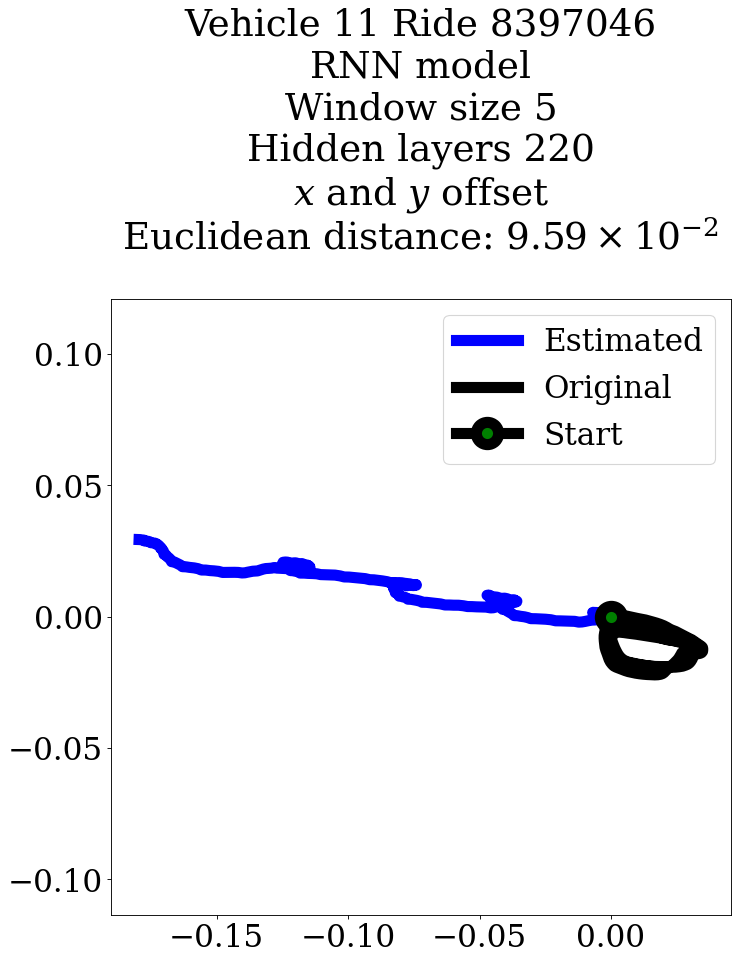 Vehicle 11 Ride 8397046
RNN model
Window size 5
Hidden layers 220
x and y offset
Euclidean distance: 9.59 × 10⁻²
Estimated
Original
Start
0.10
0.05
0.00
−0.05
−0.10
−0.15 −0.10 −0.05 0.00